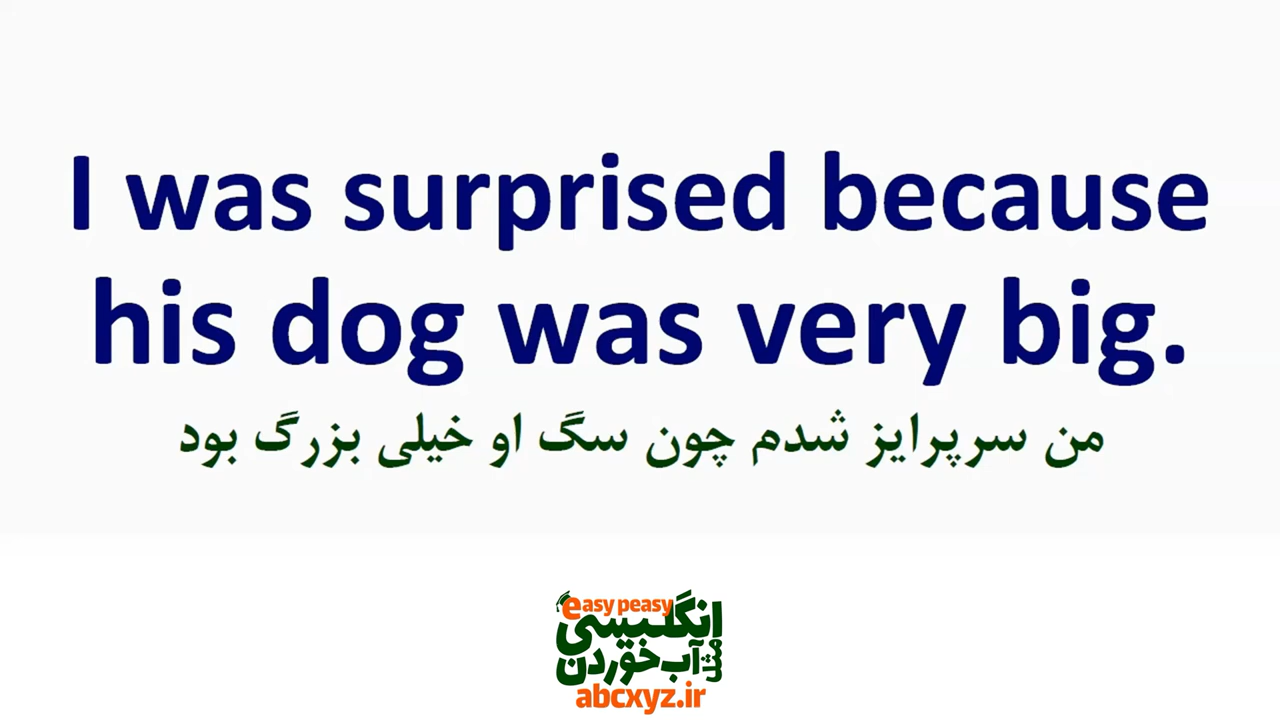 I was surprised because
his dog was very big.
من سرپرایز شدم چون سگ او خیلی بزرگ بود
easy peasy
انگلیسی
مثل آب خوردن
abcxyz.ir